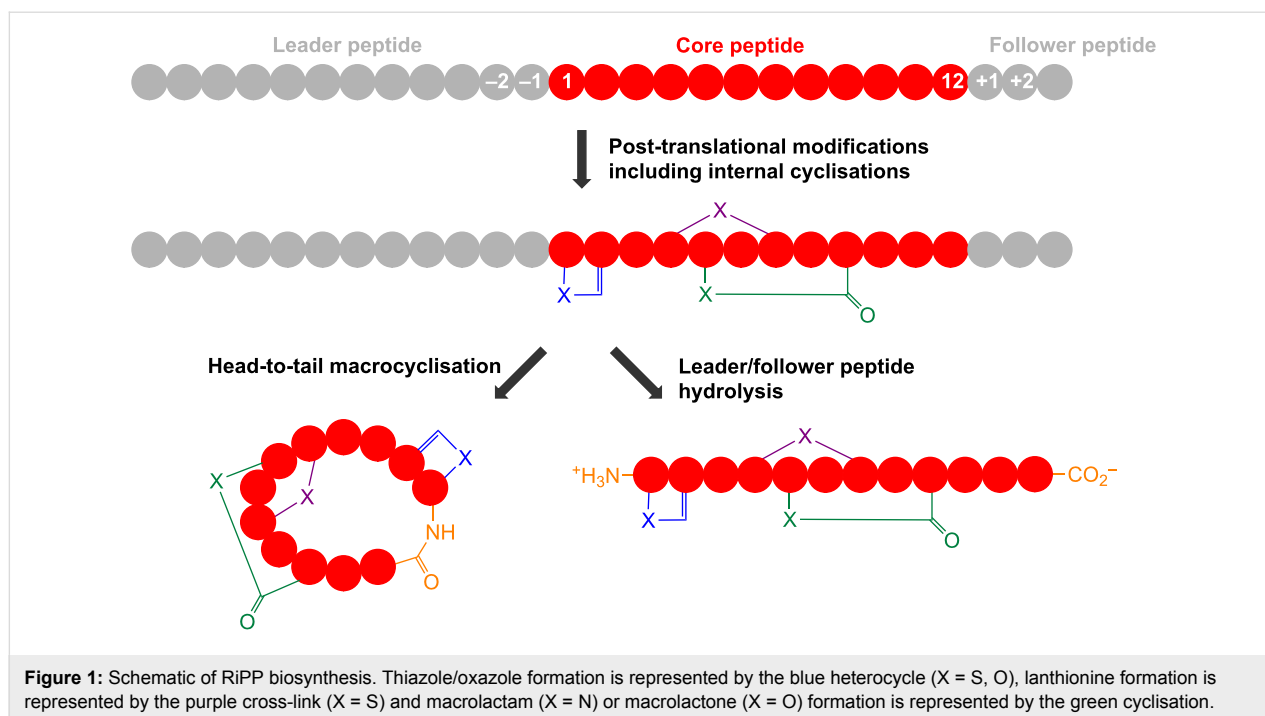 Leader peptide Core peptide Follower peptide
–2 –1 1 12 +1 +2
Post-translational modifications
including internal cyclisations
X
X X
O
Head-to-tail macrocyclisation
Leader/follower peptide
hydrolysis
X X X
NH
O
O
X
⁺H₃N CO₂⁻
X X
O
Figure 1: Schematic of RiPP biosynthesis. Thiazole/oxazole formation is represented by the blue heterocycle (X = S, O), lanthionine formation is
represented by the purple cross-link (X = S) and macrolactam (X = N) or macrolactone (X = O) formation is represented by the green cyclisation.